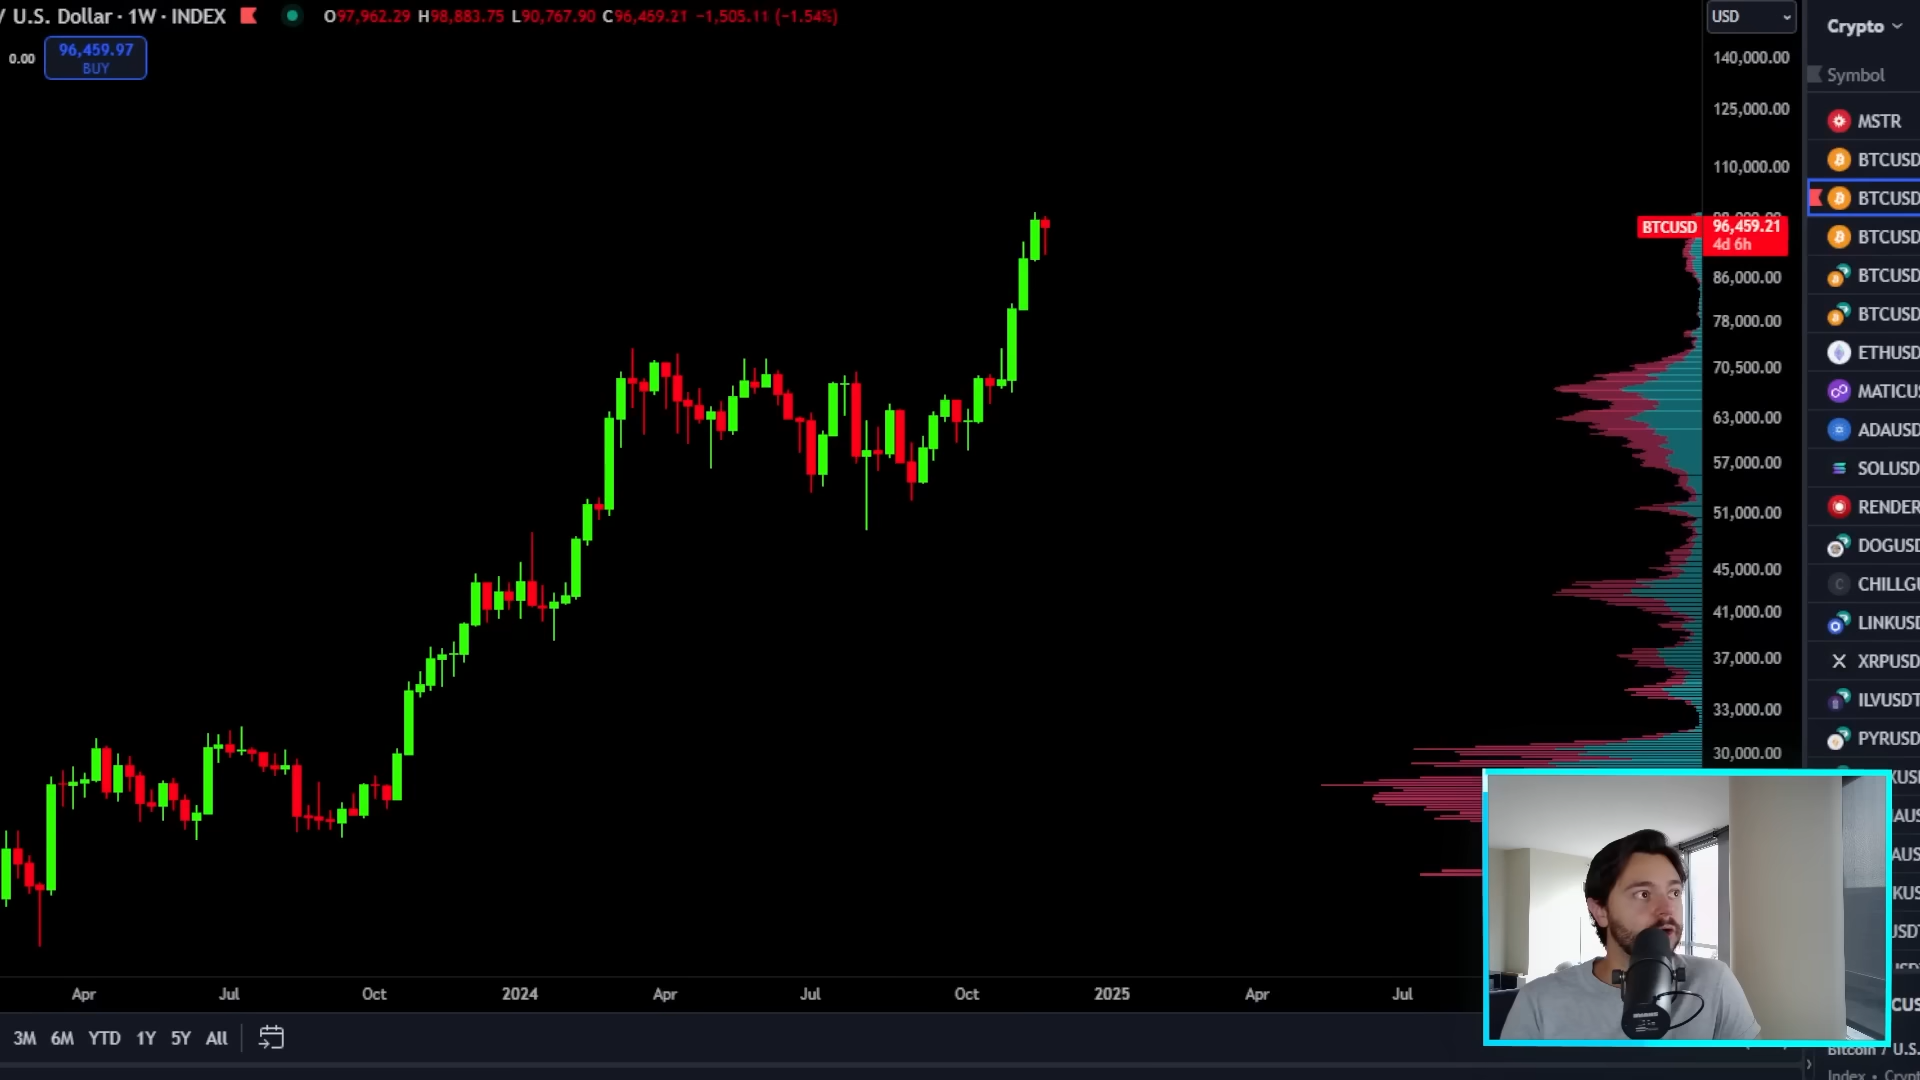 / U.S. Dollar · 1W · INDEX
O97,962.29 H98,883.75 L90,767.90 C96,459.21 −1,505.11 (−1.54%)
0.00
96,459.97
BUY
USD
140,000.00
125,000.00
110,000.00
BTCUSD
96,459.21
4d 6h
86,000.00
78,000.00
70,500.00
63,000.00
57,000.00
51,000.00
45,000.00
41,000.00
37,000.00
33,000.00
30,000.00
Crypto
Symbol
MSTR
BTCUSD
BTCUSD
BTCUSD
BTCUSD
BTCUSD
ETHUSD
MATICUS
ADAUSD
SOLUSD
RENDER
DOGUSD
CHILLGU
LINKUSD
XRPUSD
ILVUSDT
PYRUSD
Apr
Jul
Oct
2024
Apr
Jul
Oct
2025
Apr
Jul
3M 6M YTD 1Y 5Y All
Bitcoin / U.S.
Index • Crypt